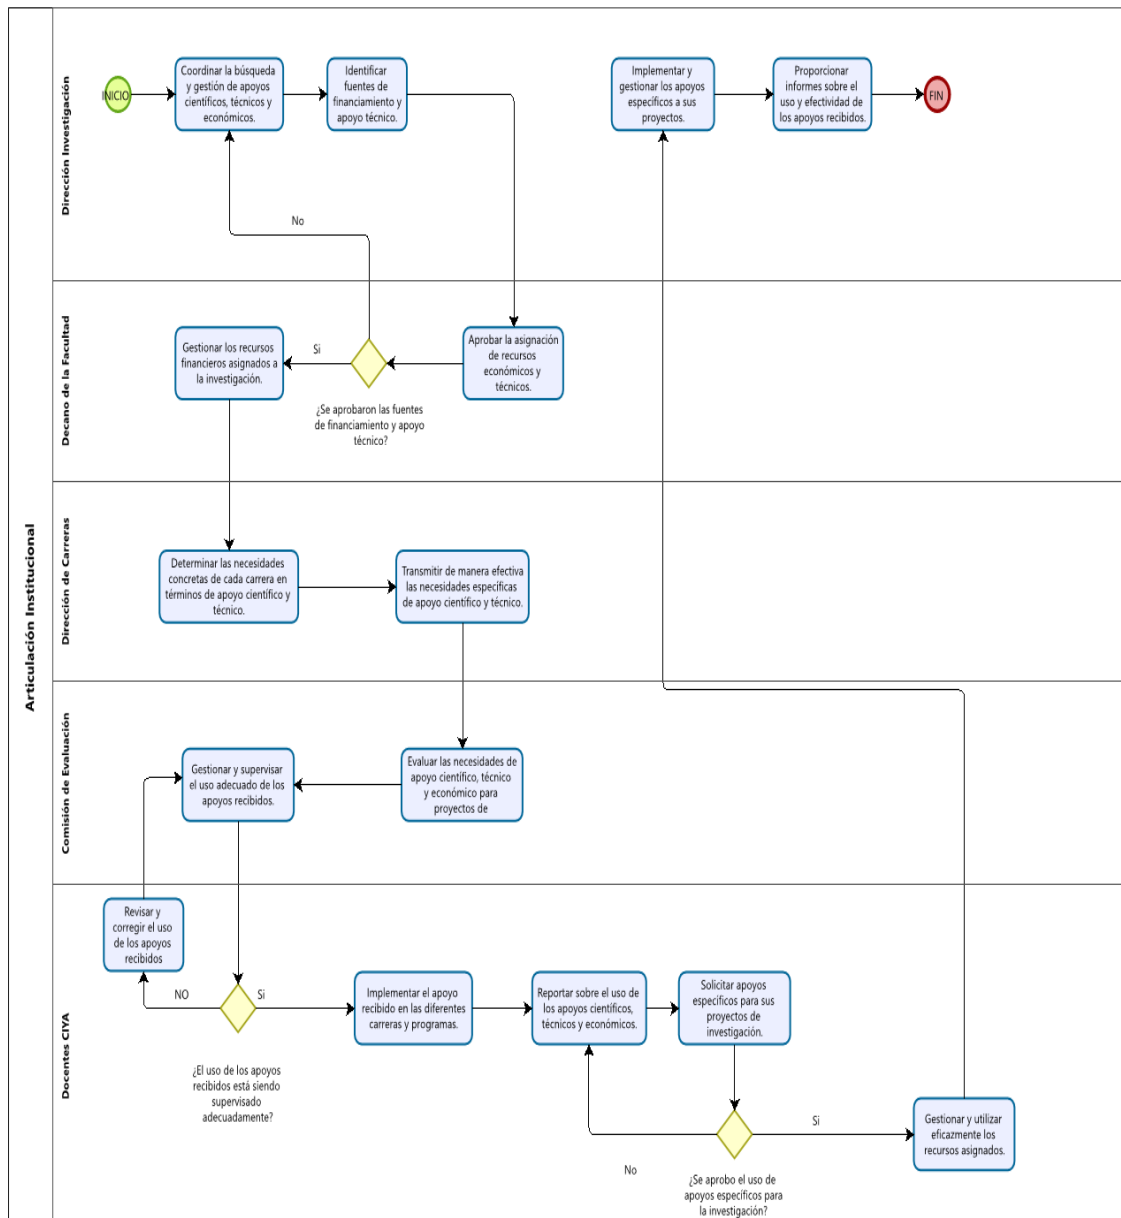 Articulación Institucional
Dirección Investigación
INICIO
Coordinar la búsqueda
y gestión de apoyos
científicos, técnicos y
económicos.
Identificar
fuentes de
financiamiento y
apoyo técnico.
Implementar y
gestionar los apoyos
específicos a sus
proyectos.
Proporcionar
informes sobre el
uso y efectividad de
los apoyos recibidos.
FIN
No
Decano de la Facultad
Gestionar los recursos
financieros asignados a
la investigación.
Si
¿Se aprobaron las fuentes
de financiamiento y apoyo
técnico?
Aprobar la asignación
de recursos
económicos y
técnicos.
Dirección de Carreras
Determinar las necesidades
concretas de cada carrera en
términos de apoyo científico y
técnico.
Transmitir de manera efectiva
las necesidades específicas
de apoyo científico y técnico.
Comisión de Evaluación
Gestionar y supervisar
el uso adecuado de los
apoyos recibidos.
Evaluar las necesidades de
apoyo científico, técnico
y económico para
proyectos de
Docentes CIYA
Revisar y
corregir el uso
de los apoyos
recibidos
NO
Si
¿El uso de los apoyos
recibidos está siendo
supervisado
adecuadamente?
Implementar el apoyo
recibido en las diferentes
carreras y programas.
Reportar sobre el uso de
los apoyos científicos,
técnicos y económicos.
Solicitar apoyos
específicos para sus
proyectos de
investigación.
No
Si
¿Se aprobo el uso de
apoyos específicos para
la investigación?
Gestionar y utilizar
eficazmente los
recursos asignados.